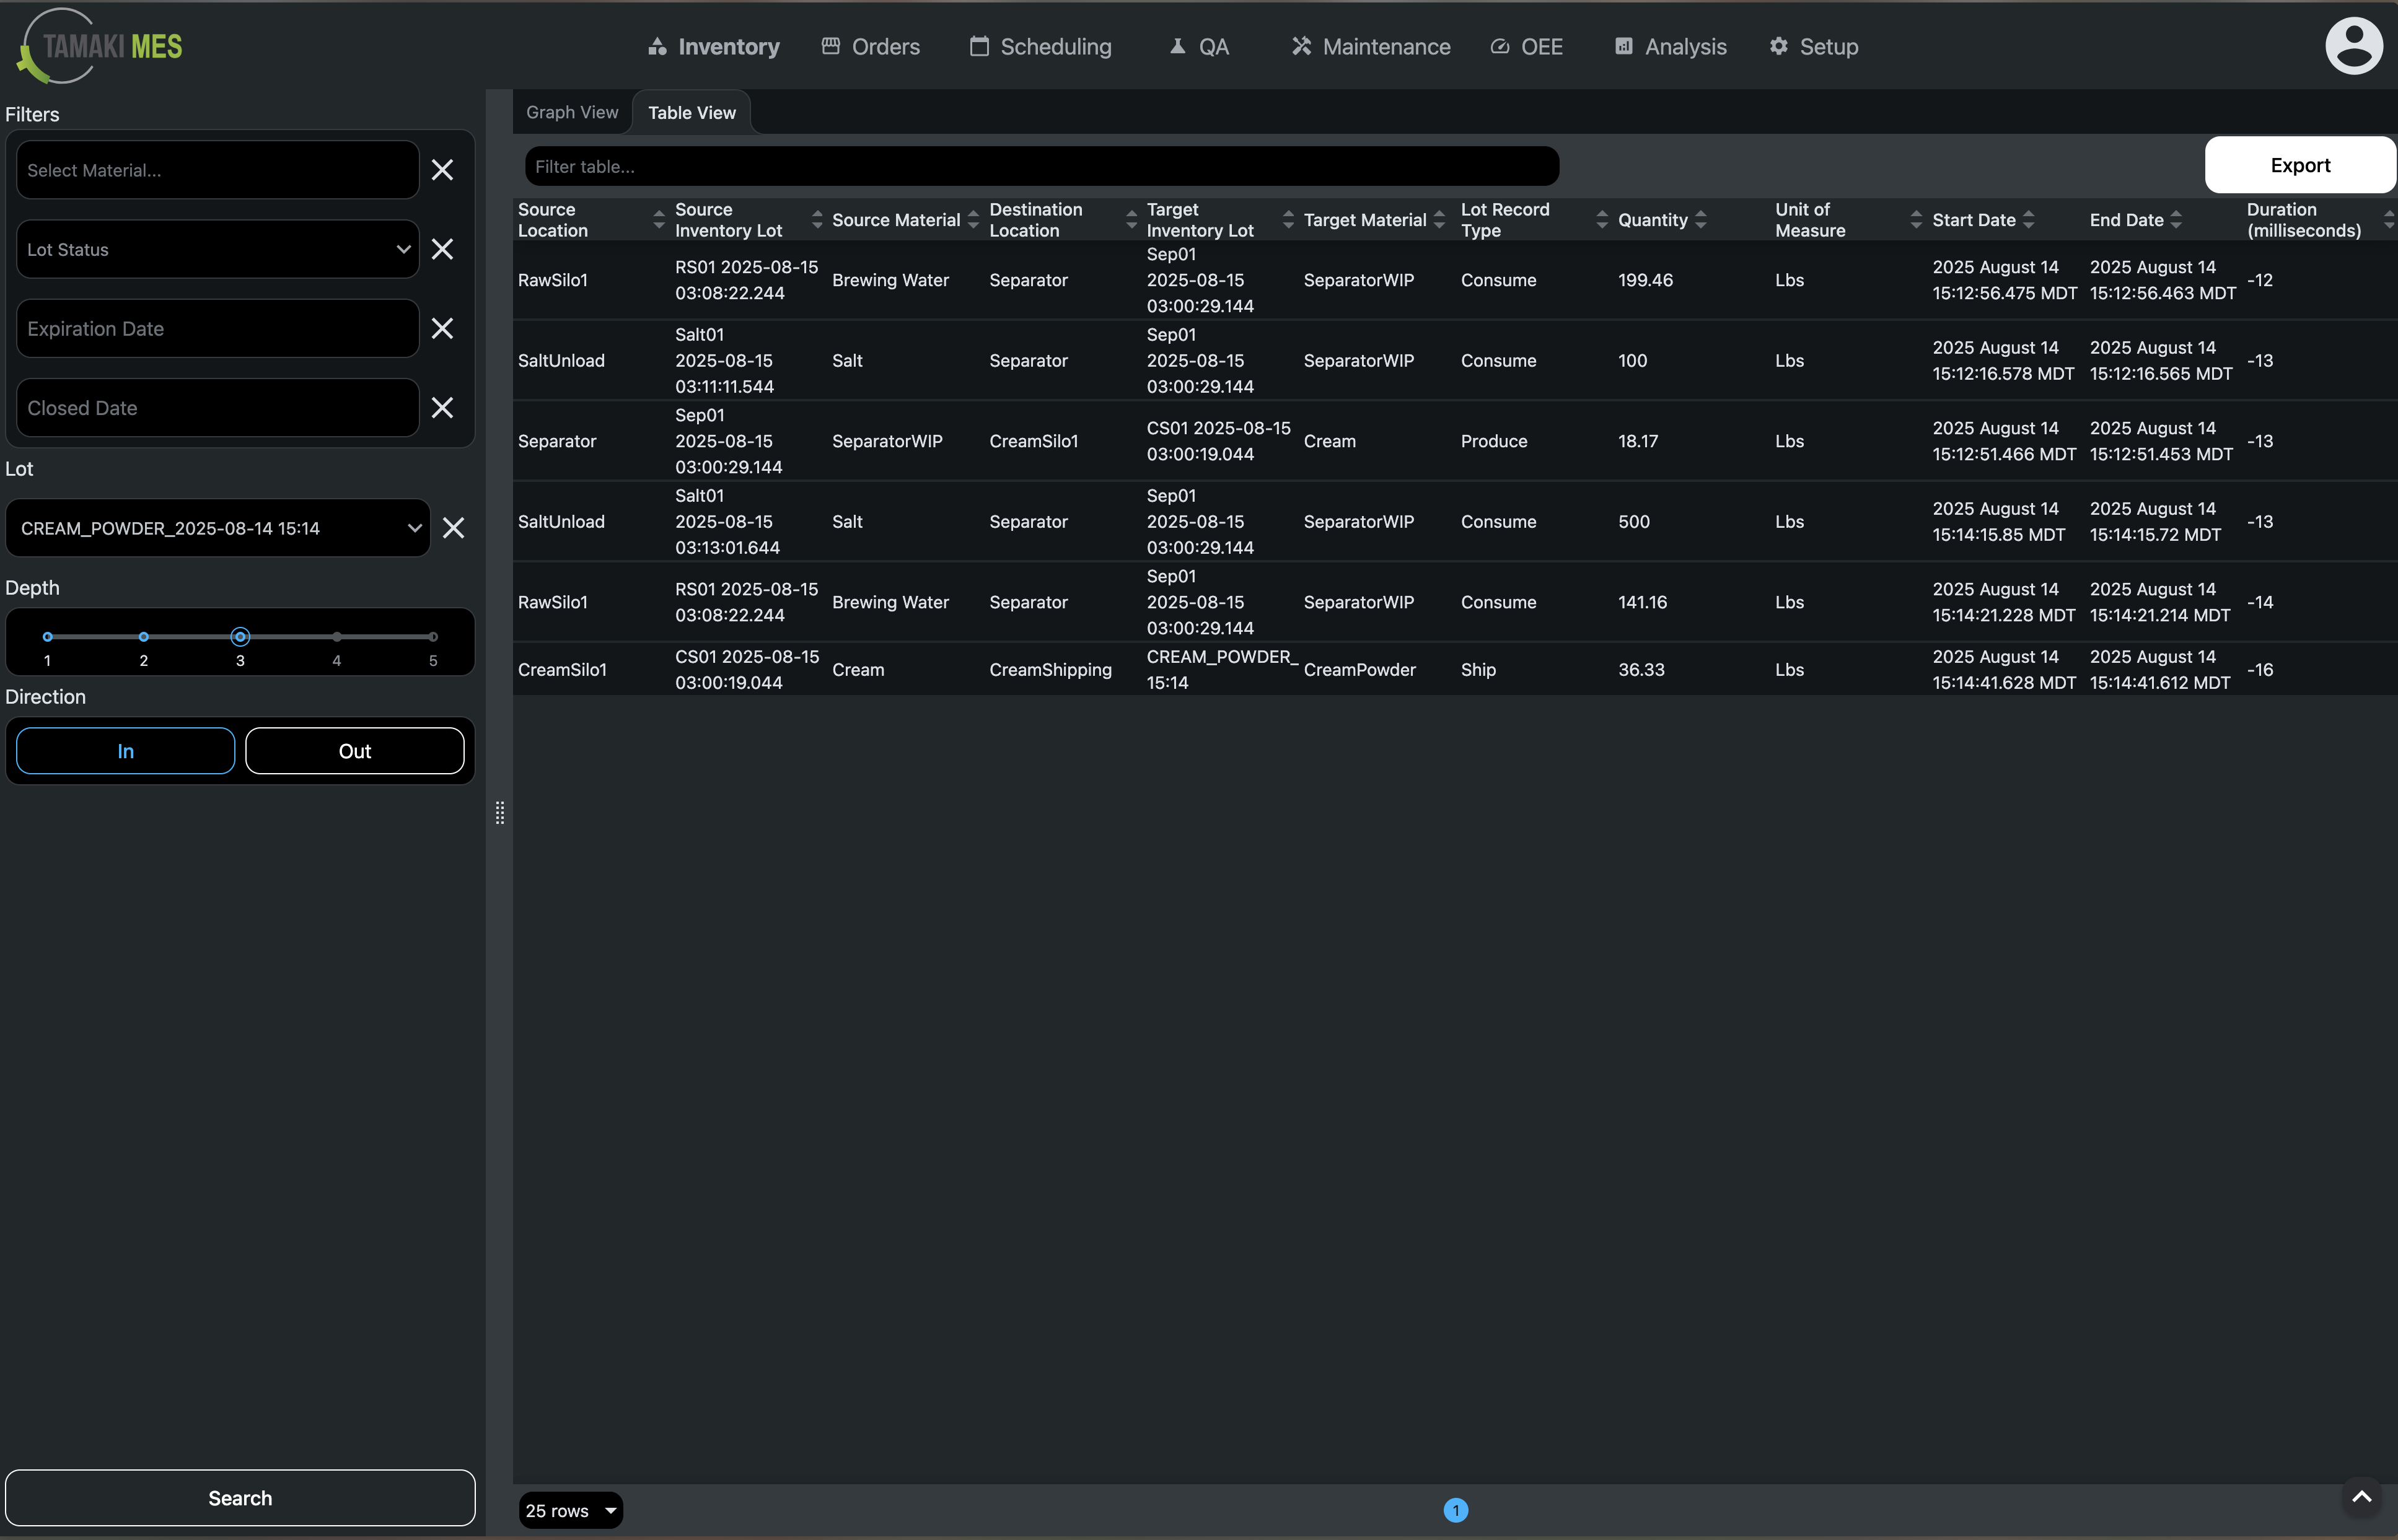 TAMAKI MES
Inventory
Orders
Scheduling
QA
Maintenance
OEE
Analysis
Setup
Filters
Select Material...
Lot Status
Expiration Date
Closed Date
Lot
CREAM_POWDER_2025-08-14 15:14
Depth
1 2 3 4 5
Direction
In
Out
Search
Graph View
Table View
Filter table...
Export
Source
Location
Source
Inventory Lot
Source Material
Destination
Location
Target
Inventory Lot
Target Material
Lot Record
Type
Quantity
Unit of
Measure
Start Date
End Date
Duration
(milliseconds)
RawSilo1
RS01 2025-08-15
03:08:22.244
Brewing Water
Separator
Sep01
2025-08-15
03:00:29.144
SeparatorWIP
Consume
199.46
Lbs
2025 August 14
15:12:56.475 MDT
2025 August 14
15:12:56.463 MDT
-12
SaltUnload
Salt01
2025-08-15
03:11:11.544
Salt
Separator
Sep01
2025-08-15
03:00:29.144
SeparatorWIP
Consume
100
Lbs
2025 August 14
15:12:16.578 MDT
2025 August 14
15:12:16.565 MDT
-13
Separator
Sep01
2025-08-15
03:00:29.144
SeparatorWIP
CreamSilo1
CS01 2025-08-15
03:00:19.044
Cream
Produce
18.17
Lbs
2025 August 14
15:12:51.466 MDT
2025 August 14
15:12:51.453 MDT
-13
SaltUnload
Salt01
2025-08-15
03:13:01.644
Salt
Separator
Sep01
2025-08-15
03:00:29.144
SeparatorWIP
Consume
500
Lbs
2025 August 14
15:14:15.85 MDT
2025 August 14
15:14:15.72 MDT
-13
RawSilo1
RS01 2025-08-15
03:08:22.244
Brewing Water
Separator
Sep01
2025-08-15
03:00:29.144
SeparatorWIP
Consume
141.16
Lbs
2025 August 14
15:14:21.228 MDT
2025 August 14
15:14:21.214 MDT
-14
CreamSilo1
CS01 2025-08-15
03:00:19.044
Cream
CreamShipping
CREAM_POWDER_
15:14
CreamPowder
Ship
36.33
Lbs
2025 August 14
15:14:41.628 MDT
2025 August 14
15:14:41.612 MDT
-16
25 rows
1